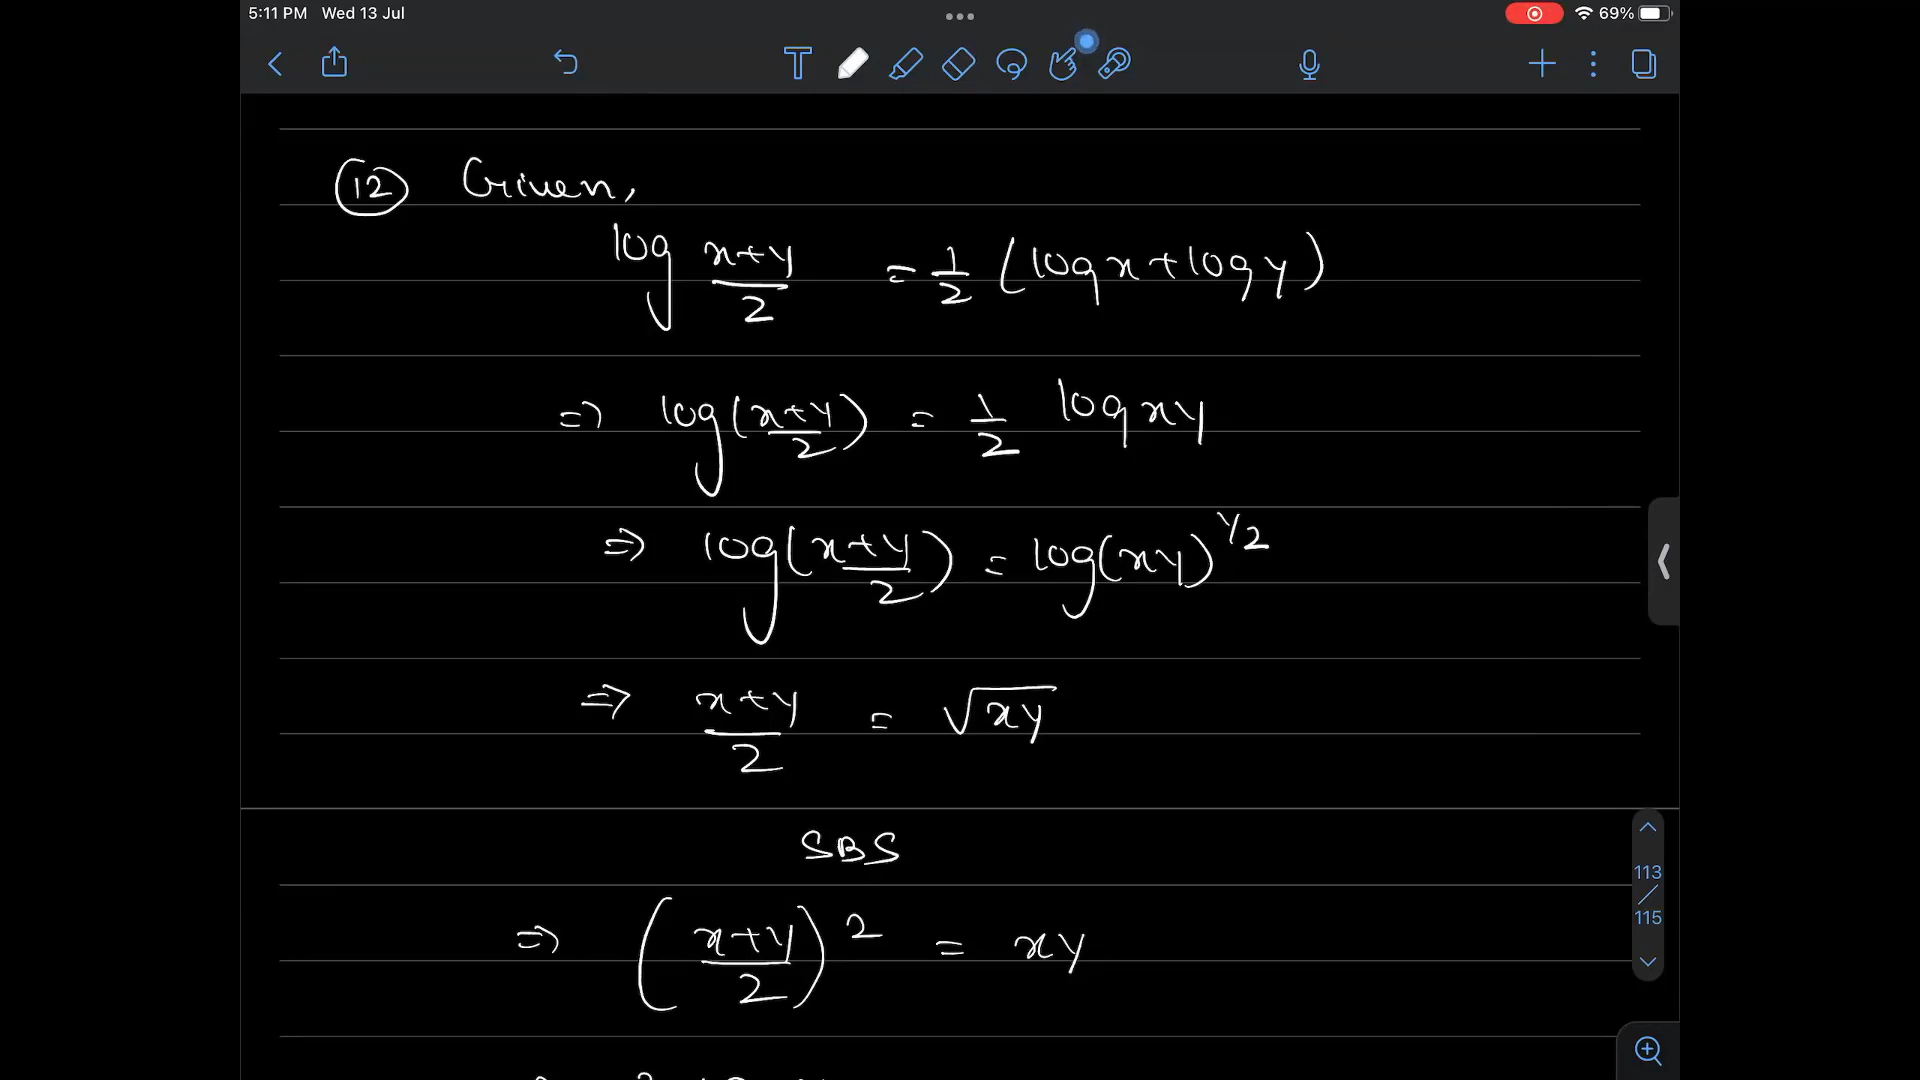 5:11 PM Wed 13 Jul
69%
T
(12) Given,
log x+y/2 = 1/2 (log x + log y)
=> log(x+y/2) = 1/2 log xy
=> log(x+y/2) = log(xy)^1/2
=> x+y/2 = √xy
SBS
=> (x+y/2)^2 = xy
113
115